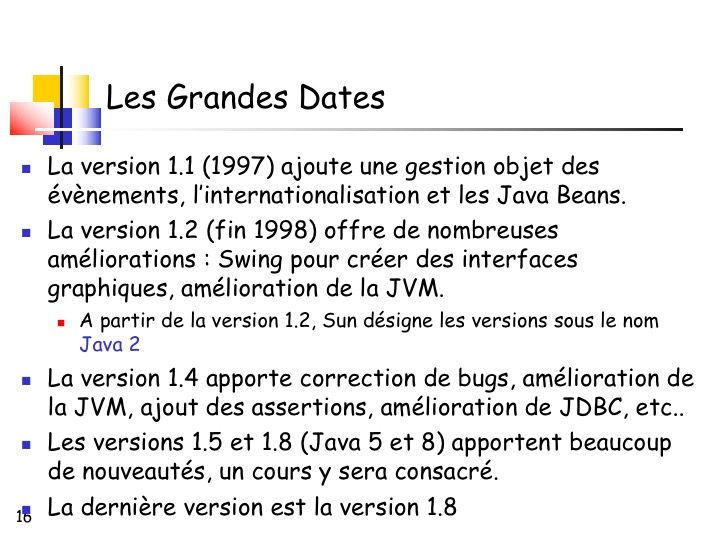 Les Grandes Dates
La version 1.1 (1997) ajoute une gestion objet des
évènements, l’internationalisation et les Java Beans.
La version 1.2 (fin 1998) offre de nombreuses
améliorations : Swing pour créer des interfaces
graphiques, amélioration de la JVM.
A partir de la version 1.2, Sun désigne les versions sous le nom
Java 2
La version 1.4 apporte correction de bugs, amélioration de
la JVM, ajout des assertions, amélioration de JDBC, etc..
Les versions 1.5 et 1.8 (Java 5 et 8) apportent beaucoup
de nouveautés, un cours y sera consacré.
La dernière version est la version 1.8
16